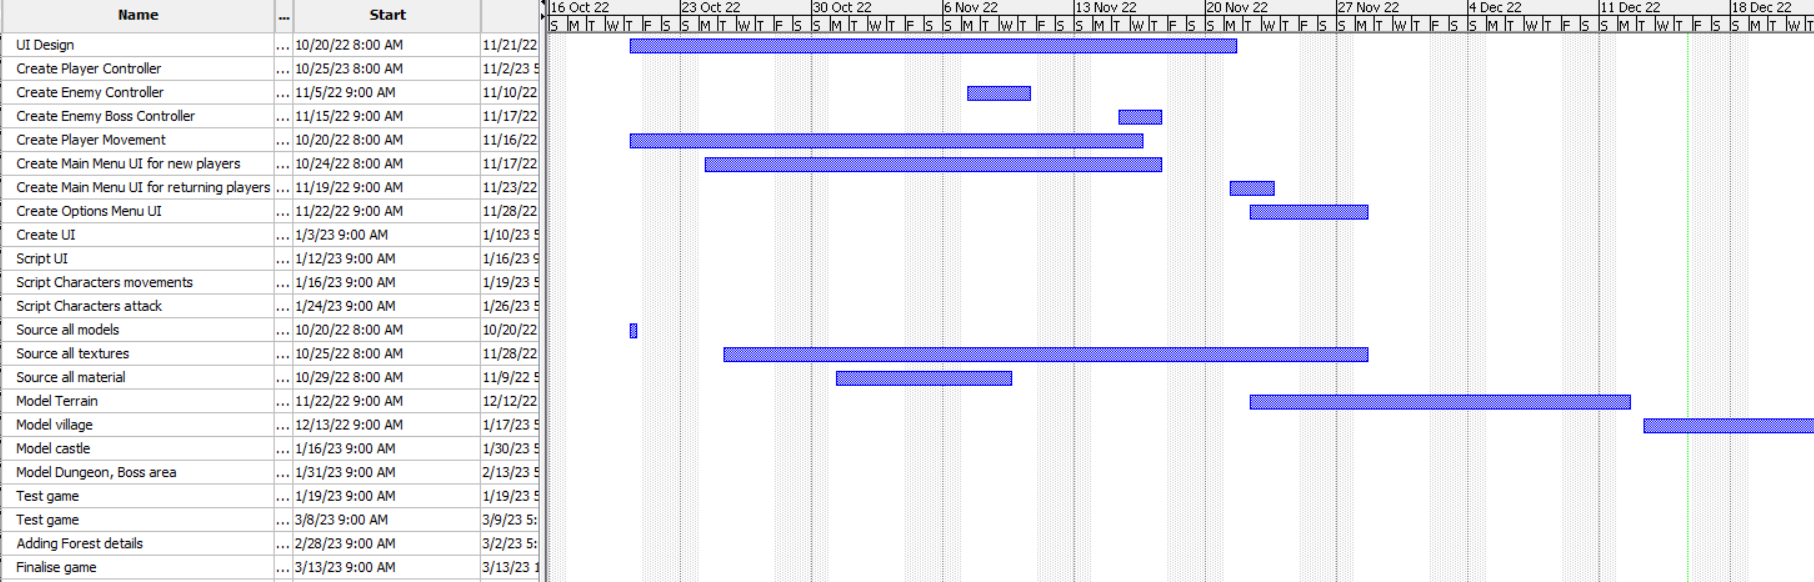 Name ... Start 16 Oct 22 23 Oct 22 30 Oct 22 6 Nov 22 13 Nov 22 20 Nov 22 27 Nov 22 4 Dec 22 11 Dec 22 18 Dec 22
S M T W T F S S M T W T F S S M T W T F S S M T W T F S S M T W T F S S M T W T F S S M T W T F S S M T W T F S S M T W T F S S M T W T
UI Design ... 10/20/22 8:00 AM 11/21/22
Create Player Controller ... 10/25/23 8:00 AM 11/2/23 5
Create Enemy Controller ... 11/5/22 9:00 AM 11/10/22
Create Enemy Boss Controller ... 11/15/22 9:00 AM 11/17/22
Create Player Movement ... 10/20/22 8:00 AM 11/16/22
Create Main Menu UI for new players ... 10/24/22 8:00 AM 11/17/22
Create Main Menu UI for returning players ... 11/19/22 9:00 AM 11/23/22
Create Options Menu UI ... 11/22/22 9:00 AM 11/28/22
Create UI ... 1/3/23 9:00 AM 1/10/23 5
Script UI ... 1/12/23 9:00 AM 1/16/23 9
Script Characters movements ... 1/16/23 9:00 AM 1/19/23 5
Script Characters attack ... 1/24/23 9:00 AM 1/26/23 5
Source all models ... 10/20/22 8:00 AM 10/20/22
Source all textures ... 10/25/22 8:00 AM 11/28/22
Source all material ... 10/29/22 8:00 AM 11/9/22 5
Model Terrain ... 11/22/22 9:00 AM 12/12/22
Model village ... 12/13/22 9:00 AM 1/17/23 5
Model castle ... 1/16/23 9:00 AM 1/30/23 5
Model Dungeon, Boss area ... 1/31/23 9:00 AM 2/13/23 5
Test game ... 1/19/23 9:00 AM 1/19/23 5
Test game ... 3/8/23 9:00 AM 3/9/23 5:
Adding Forest details ... 2/28/23 9:00 AM 3/2/23 5:
Finalise game ... 3/13/23 9:00 AM 3/13/23 1